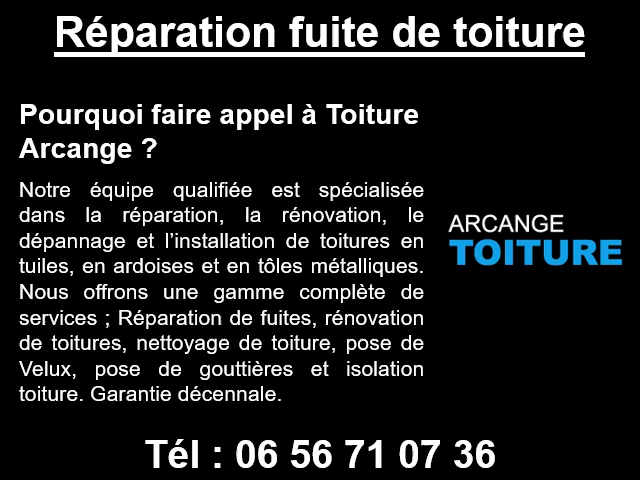 Réparation fuite de toiture
Pourquoi faire appel à Toiture
Arcange ?
Notre équipe qualifiée est spécialisée
dans la réparation, la rénovation, le
dépannage et l’installation de toitures en
tuiles, en ardoises et en tôles métalliques.
Nous offrons une gamme complète de
services ; Réparation de fuites, rénovation
de toitures, nettoyage de toiture, pose de
Velux, pose de gouttières et isolation
toiture. Garantie décennale.
ARCANGE
TOITURE
Tél : 06 56 71 07 36